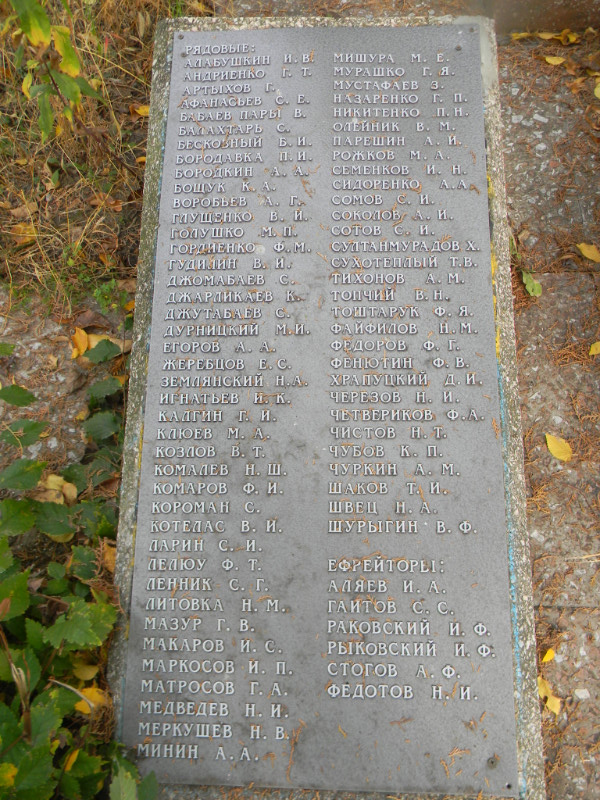 РЯДОВЫЕ:
АЛАБУШКИН И.В.
АНДРИЕНКО Г.Т.
АРТЫХОВ Г.
АФАНАСЬЕВ С.Е.
БАБАЕВ ПАРЫ В.
БАЛАХТАРЬ С.
БЕСКОЗНЫЙ Б.И.
БОРОДАВКА П.И.
БОРОДКИН А.А.
БОЩУК К.А.
ВОРОБЬЕВ А.Г.
ГЛУЩЕНКО В.И.
ГОЛУШКО М.П.
ГОРДИЕНКО Ф.М.
ГУДИЛИН В.И.
ДЖОМАБАЕВ С.
ДЖАРЛИКАЕВ К.
ДЖУТАБАЕВ С.
ДУРНИЦКИЙ М.И.
ЕГОРОВ А.А.
ЖЕРЕБЦОВ Е.С.
ЗЕМЛЯНСКИЙ Н.А.
ИГНАТЬЕВ И.К.
КАЛГИН Г.И.
КЛЮЕВ М.А.
КОЗЛОВ В.Т.
КОМАЛЕВ Н.Ш.
КОМАРОВ Ф.И.
КОРОМАН С.
КОТЕЛАС В.И.
ЛАРИН С.И.
ЛЕЛЮУ Ф.Т.
ЛЕННИК С.Г.
ЛИТОВКА Н.М.
МАЗУР Г.В.
МАКАРОВ И.С.
МАРКОСОВ И.П.
МАТРОСОВ Г.А.
МЕДВЕДЕВ Н.И.
МЕРКУШЕВ Н.В.
МИНИН А.А.
МИШУРА М.Е.
МУРАШКО Г.Я.
МУСТАФАЕВ З.
НАЗАРЕНКО Г.П.
НИКИТЕНКО П.Н.
ОЛЕЙНИК В.М.
ПАРЕШИН А.И.
РОЖКОВ М.А.
СЕМЕНКОВ И.Н.
СИДОРЕНКО А.А.
СОМОВ С.И.
СОКОЛОВ А.И.
СОТОВ С.И.
СУЛТАНМУРАДОВ Х.
СУХОТЕПЛЫЙ Т.В.
ТИХОНОВ А.М.
ТОПЧИЙ В.Н.
ТОШТАРУК Ф.Я.
ФАЙФИЛОВ Н.М.
ФЕДОРОВ Ф.Г.
ФЕНЮТИН Ф.В.
ХРАПУЦКИЙ Д.И.
ЧЕРЕЗОВ Н.И.
ЧЕТВЕРИКОВ Ф.А.
ЧИСТОВ Н.Т.
ЧУБОВ К.П.
ЧУРКИН А.М.
ШАКОВ Т.И.
ШВЕЦ Н.А.
ШУРЫГИН В.Ф.
ЕФРЕЙТОРЫ:
АЛЯЕВ И.А.
ГАИТОВ С.С.
РАКОВСКИЙ И.Ф.
РЫКОВСКИЙ И.Ф.
СТОГОВ А.Ф.
ФЕДОТОВ Н.И.